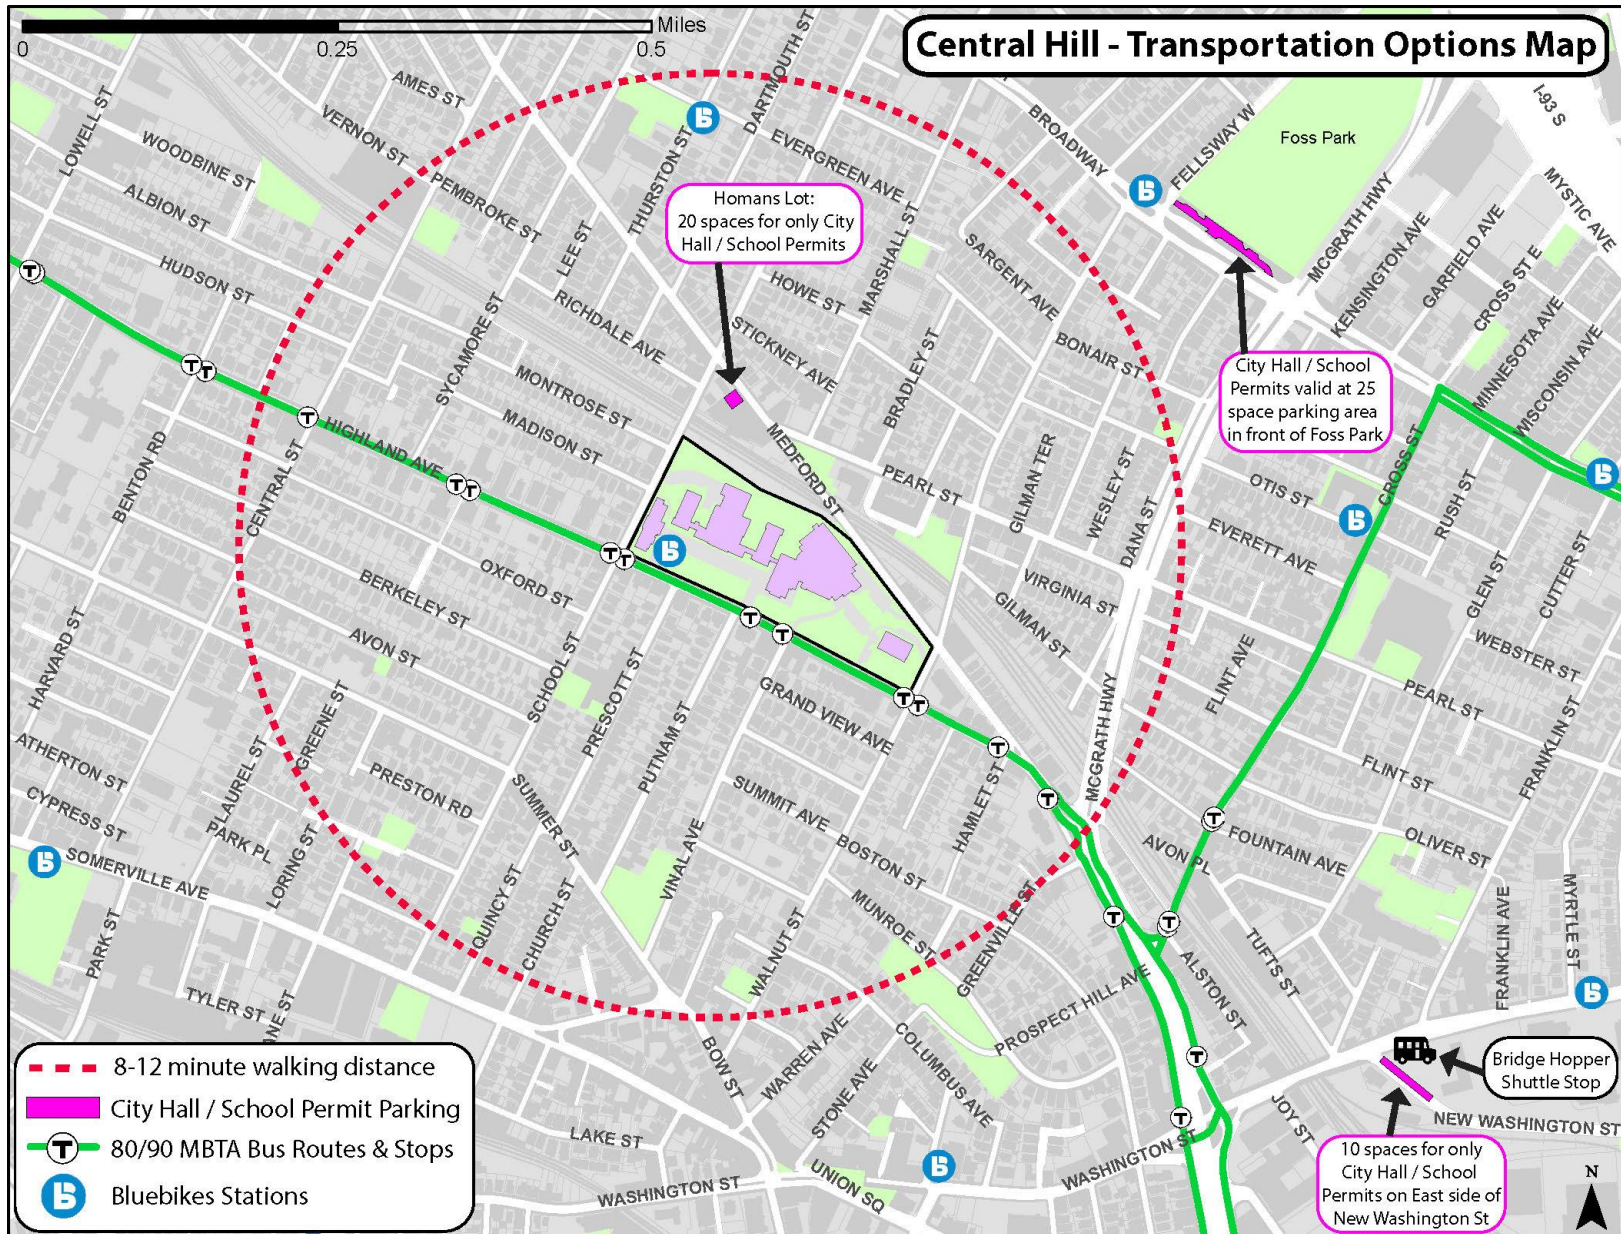 Central Hill - Transportation Options Map
Miles
0
0.25
0.5
AMES ST
VERNON ST
LOWELL ST
WOODBINE ST
ALBION ST
PEMBROKE ST
HUDSON ST
LEE ST
THURSTON ST
DARTMOUTH ST
EVERGREEN AVE
BROADWAY
FELLSWAY W
Foss Park
I-93 S
MYSTIC AVE
MCGRATH HWY
KENSINGTON AVE
GARFIELD AVE
CROSS ST E
MINNESOTA AVE
WISCONSIN AVE
Homans Lot:
20 spaces for only City
Hall / School Permits
MARSHALL ST
SARGENT AVE
HOWE ST
STICKNEY AVE
RICHDALE AVE
SYCAMORE ST
MONTROSE ST
MADISON ST
BRADLEY ST
BONAIR ST
City Hall / School
Permits valid at 25
space parking area
in front of Foss Park
HIGHLAND AVE
CENTRAL ST
BENTON RD
MEDFORD ST
PEARL ST
GILMAN TER
WESLEY ST
DANA ST
OTIS ST
CROSS ST
EVERETT AVE
RUSH ST
GLEN ST
CUTTER ST
WEBSTER ST
OXFORD ST
BERKELEY ST
AVON ST
HARVARD ST
VIRGINIA ST
GILMAN ST
FLINT AVE
PEARL ST
SCHOOL ST
PRESCOTT ST
PUTNAM ST
GRAND VIEW AVE
MCGRATH HWY
FLINT ST
FRANKLIN ST
ATHERTON ST
GREENE ST
LAUREL ST
PRESTON RD
SUMMER ST
SUMMIT AVE
BOSTON ST
HAMLET ST
AVON PL
FOUNTAIN AVE
OLIVER ST
CYPRESS ST
PARK PL
SOMERVILLE AVE
LORING ST
VINAL AVE
QUINCY ST
CHURCH ST
MUNROE ST
GREENVILLE ST
WALNUT ST
TUFTS ST
FRANKLIN AVE
MYRTLE ST
PARK ST
TYLER ST
ANE ST
PROSPECT HILL AVE
ALSTON ST
BOW ST
WARREN AVE
STONE AVE
COLUMBUS AVE
JOY ST
Bridge Hopper
Shuttle Stop
NEW WASHINGTON ST
LAKE ST
WASHINGTON ST
UNION SQ
WASHINGTON ST
10 spaces for only
City Hall / School
Permits on East side of
New Washington St
N
8-12 minute walking distance
City Hall / School Permit Parking
T 80/90 MBTA Bus Routes & Stops
Bluebikes Stations